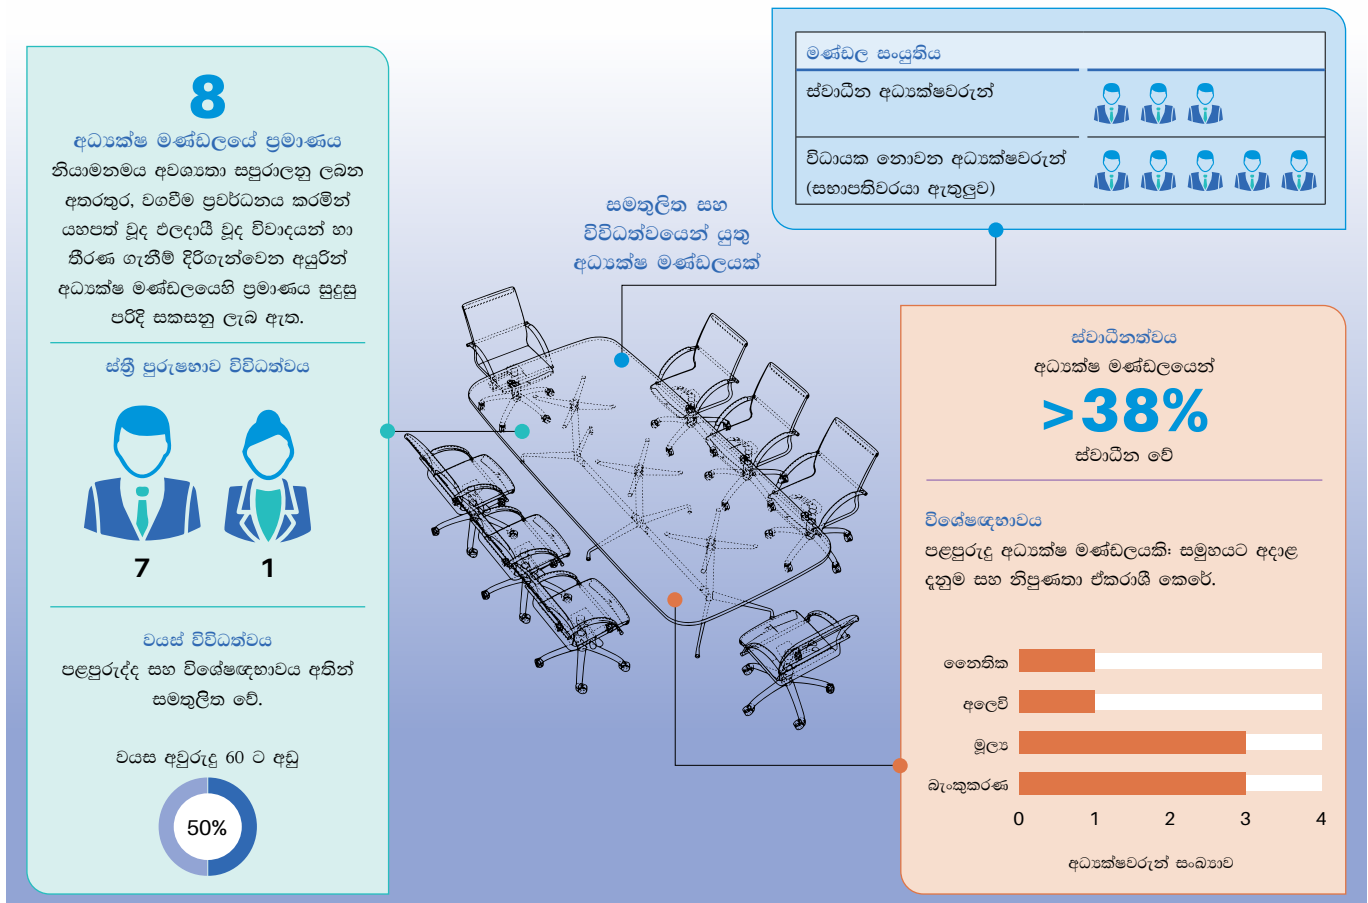 8
අධ්‍යක්ෂ මණ්ඩලයේ ප්‍රමාණය
නියාමනමය අවශ්‍යතා සපුරාලනු ලබන
අතරතුර, වගවීම ප්‍රවර්ධනය කරමින්
යහපත් වූද ඵලදායී වූද විවාදයන් හා
තීරණ ගැනීම් දිරිගැන්වෙන අයුරින්
අධ්‍යක්ෂ මණ්ඩලයෙහි ප්‍රමාණය සුදුසු
පරිදි සකසනු ලැබ ඇත.
ස්ත්‍රී පුරුෂභාව විවිධත්වය
7 1
වයස් විවිධත්වය
පළපුරුද්ද සහ විශේෂඥභාවය අතින්
සමතුලිත වේ.
වයස අවුරුදු 60 ට අඩු
50%
සමතුලිත සහ
විවිධත්වයෙන් යුතු
අධ්‍යක්ෂ මණ්ඩලයක්
මණ්ඩල සංයුතිය
ස්වාධීන අධ්‍යක්ෂවරුන්
විධායක නොවන අධ්‍යක්ෂවරුන්
(සභාපතිවරයා ඇතුලුව)
ස්වාධීනත්වය
අධ්‍යක්ෂ මණ්ඩලයෙන්
>38%
ස්වාධීන වේ
විශේෂඥභාවය
පළපුරුදු අධ්‍යක්ෂ මණ්ඩලයකි: සමුහයට අදාළ
දැනුම සහ නිපුණතා ඒකරාශී කෙරේ.
නෛතික
අලෙවි
මූල්‍ය
බැංකුකරණ
0 1 2 3 4
අධ්‍යක්ෂවරුන් සංඛ්‍යාව